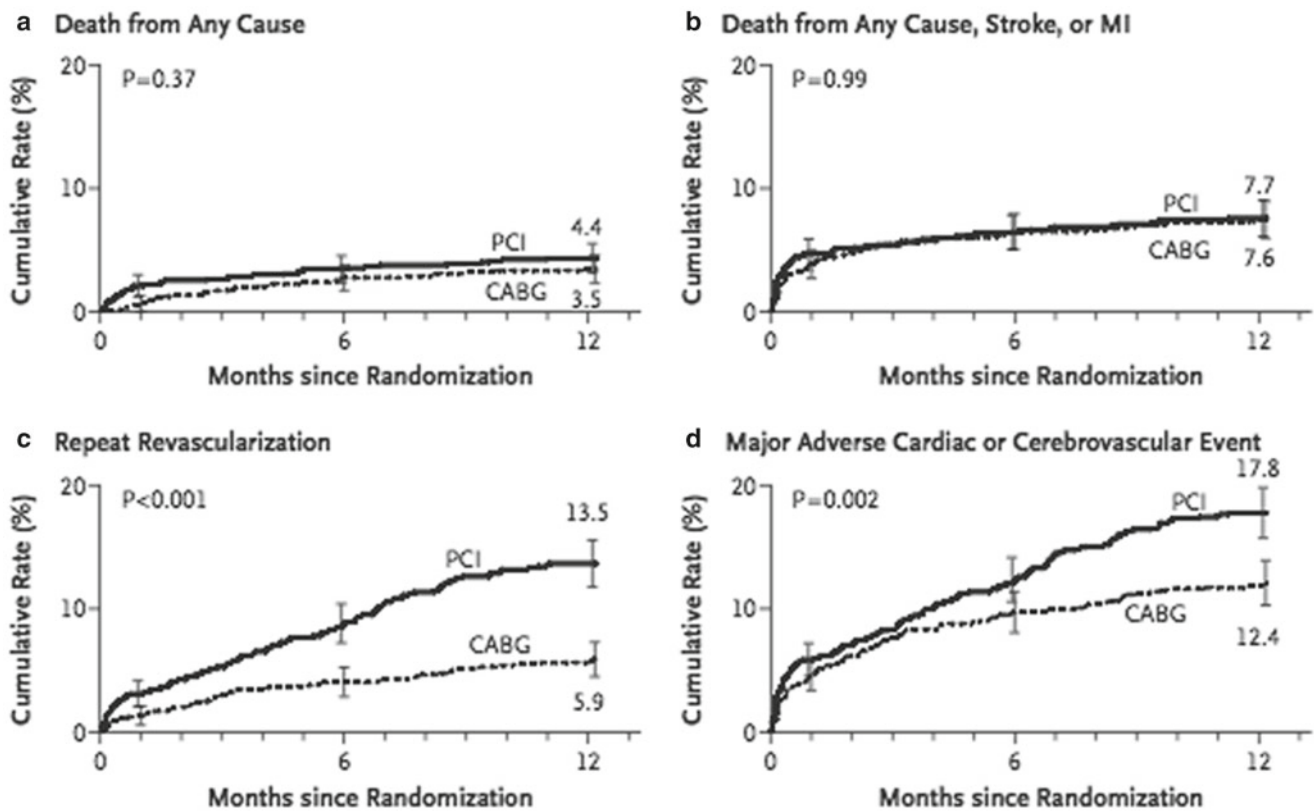 a Death from Any Cause
Cumulative Rate (%)
20
10
0
P=0.37
PCI
4.4
CABG
3.5
0 6 12
Months since Randomization
b Death from Any Cause, Stroke, or MI
Cumulative Rate (%)
20
10
0
P=0.99
PCI
7.7
CABG
7.6
0 6 12
Months since Randomization
c Repeat Revascularization
Cumulative Rate (%)
20
10
0
P<0.001
PCI
13.5
CABG
5.9
0 6 12
Months since Randomization
d Major Adverse Cardiac or Cerebrovascular Event
Cumulative Rate (%)
20
10
0
P=0.002
PCI
17.8
CABG
12.4
0 6 12
Months since Randomization